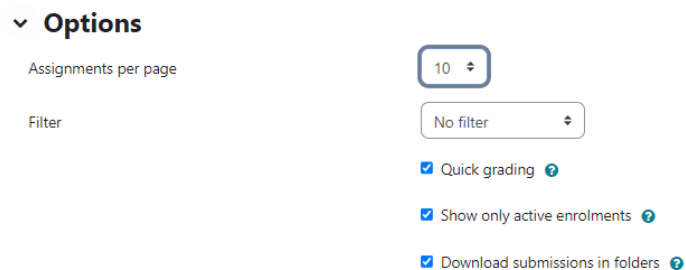 Options
Assignments per page 10
Filter No filter
Quick grading ?
Show only active enrolments ?
Download submissions in folders ?